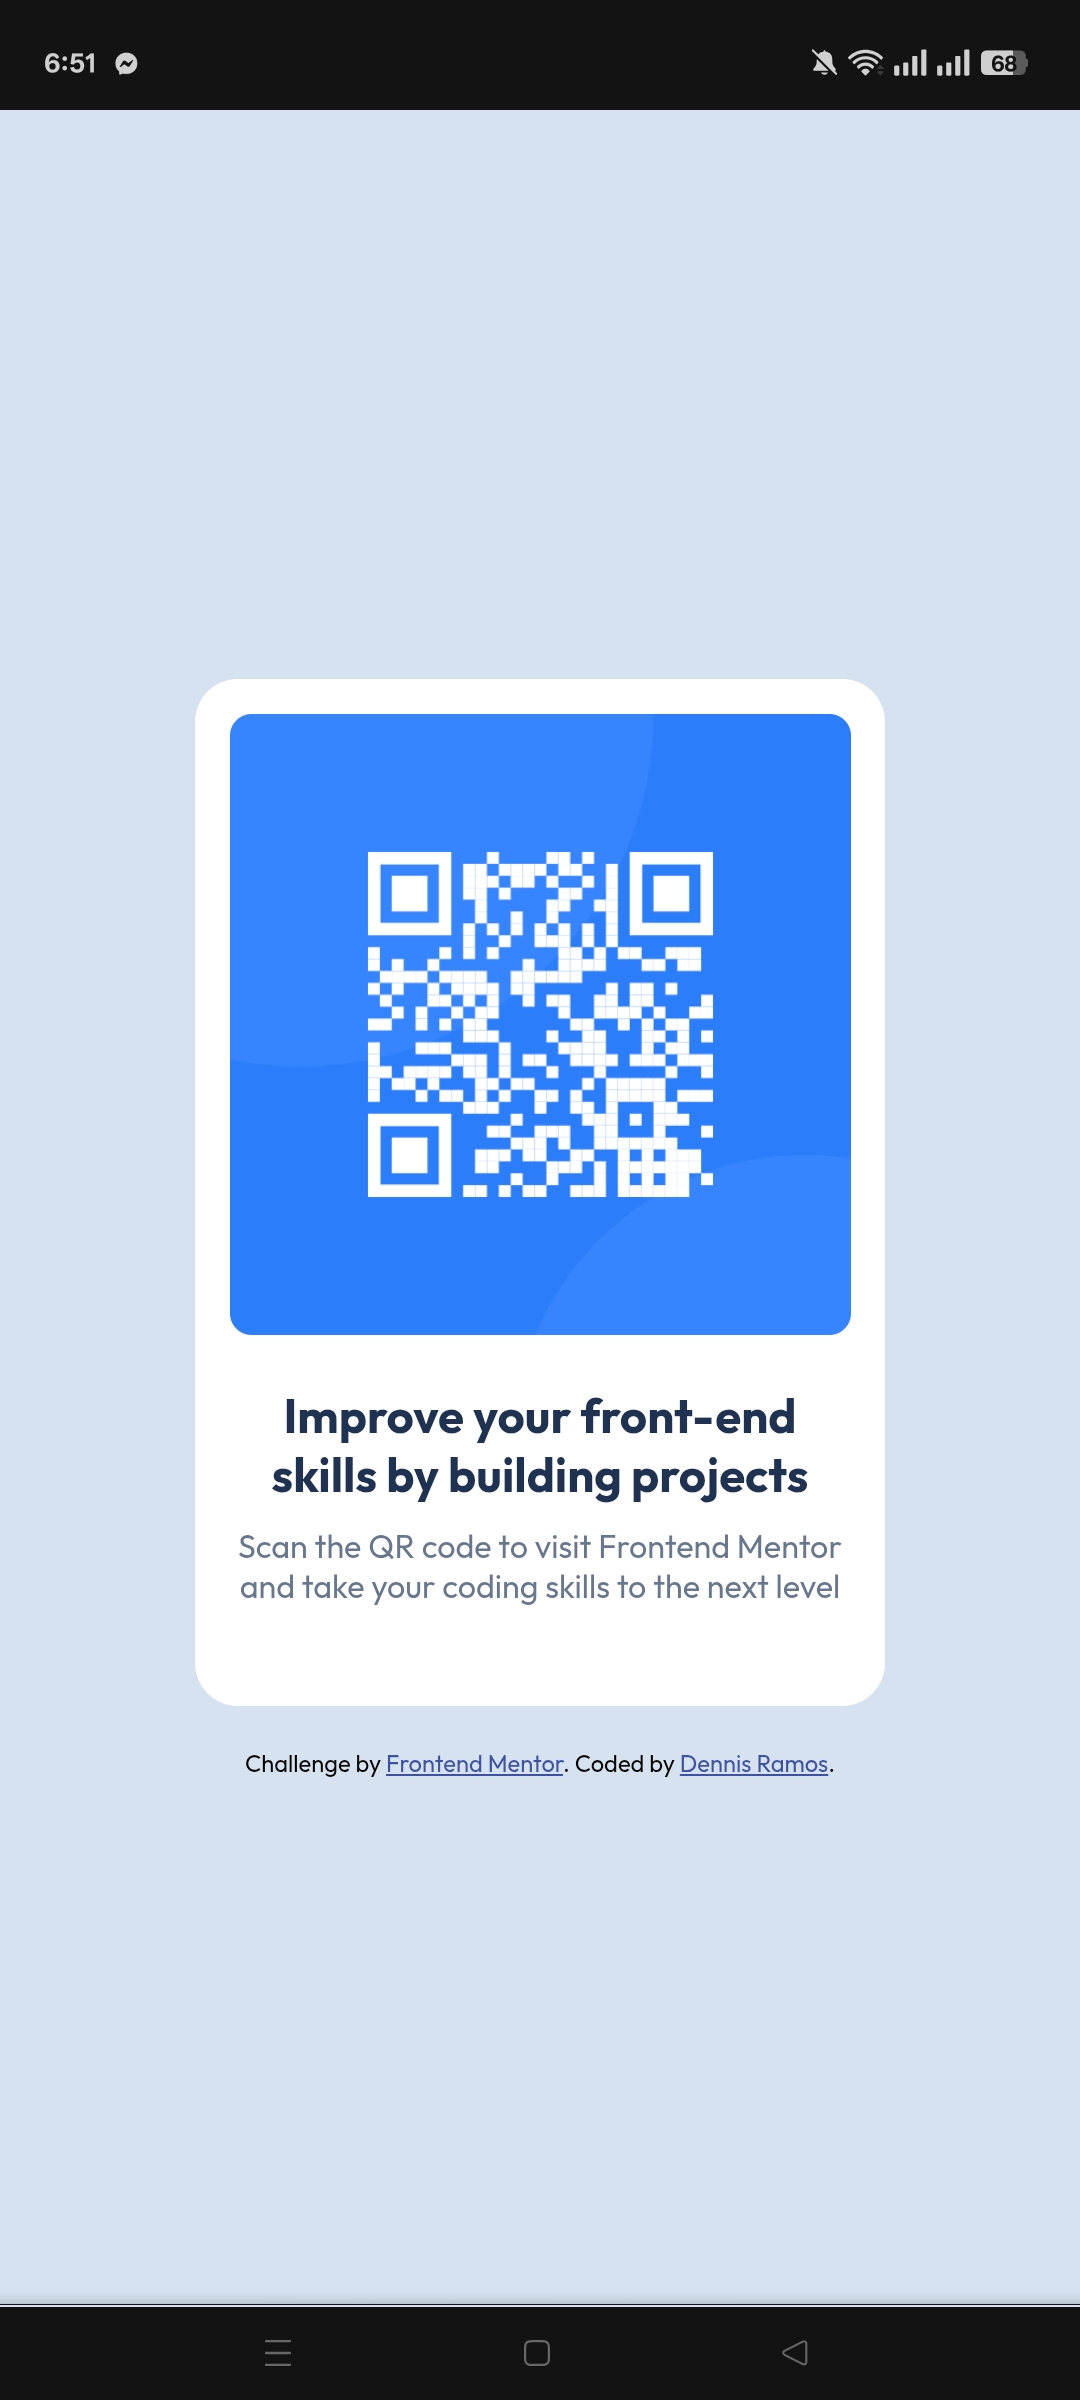 6:51
68
Improve your front-end
skills by building projects
Scan the QR code to visit Frontend Mentor
and take your coding skills to the next level
Challenge by Frontend Mentor. Coded by Dennis Ramos.